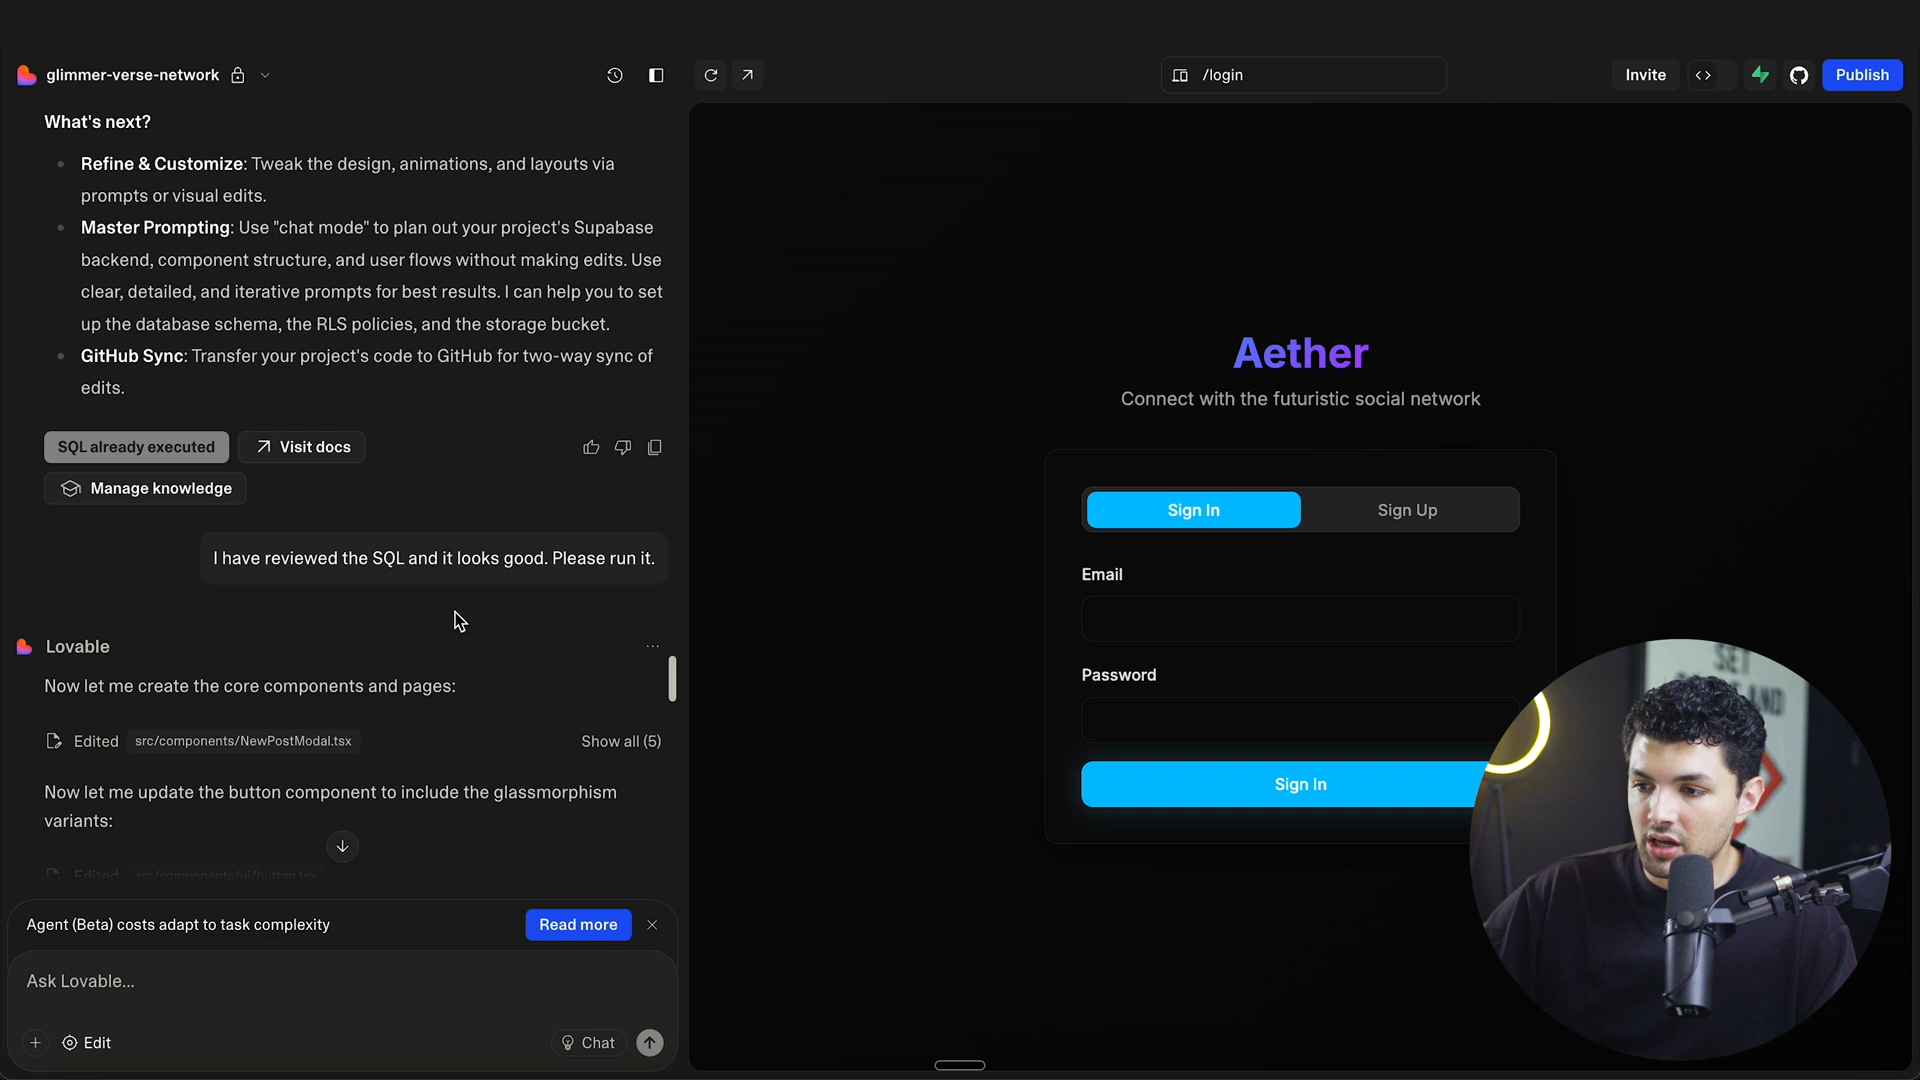 glimmer-verse-network
/login
Invite
Publish
What's next?
Refine & Customize: Tweak the design, animations, and layouts via
prompts or visual edits.
Master Prompting: Use "chat mode" to plan out your project's Supabase
backend, component structure, and user flows without making edits. Use
clear, detailed, and iterative prompts for best results. I can help you to set
up the database schema, the RLS policies, and the storage bucket.
GitHub Sync: Transfer your project's code to GitHub for two-way sync of
edits.
SQL already executed
Visit docs
Manage knowledge
I have reviewed the SQL and it looks good. Please run it.
Lovable
Now let me create the core components and pages:
Edited src/components/NewPostModal.tsx
Show all (5)
Now let me update the button component to include the glassmorphism
variants:
Edited src/components/ui/button.tsx
Agent (Beta) costs adapt to task complexity
Read more
Ask Lovable...
Edit
Chat
Aether
Connect with the futuristic social network
Sign In
Sign Up
Email
Password
Sign In
SET